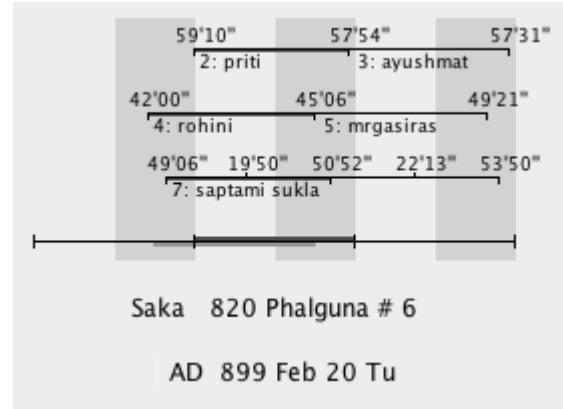 59'10" 57'54" 57'31"
2: priti 3: ayushmat
42'00" 45'06" 49'21"
4: rohini 5: mrgasiras
49'06" 19'50" 50'52" 22'13" 53'50"
7: saptami sukla
Saka 820 Phalguna # 6
AD 899 Feb 20 Tu